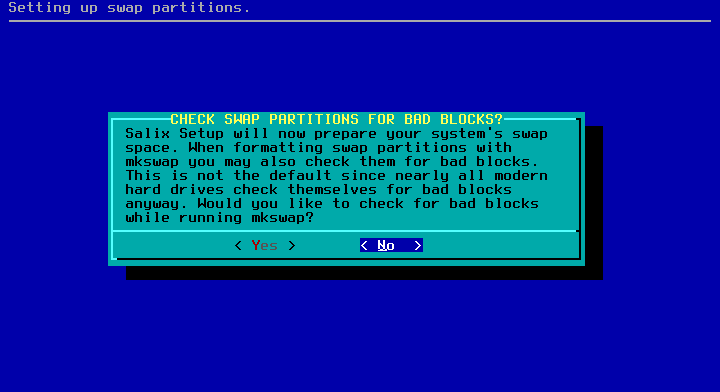 Setting up swap partitions.
CHECK SWAP PARTITIONS FOR BAD BLOCKS?
Salix Setup will now prepare your system's swap
space. When formatting swap partitions with
mkswap you may also check them for bad blocks.
This is not the default since nearly all modern
hard drives check themselves for bad blocks
anyway. Would you like to check for bad blocks
while running mkswap?
< Yes > < No >